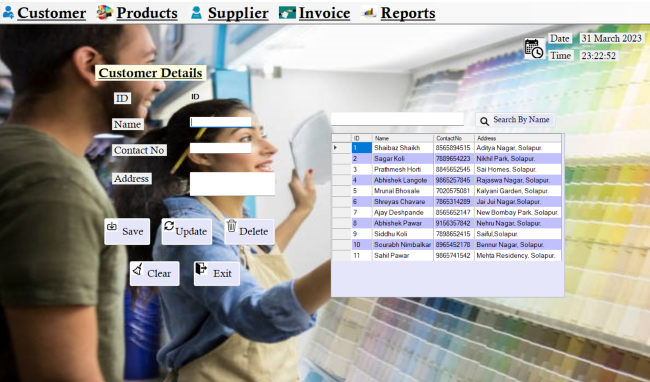 Customer Products Supplier Invoice Reports
Date 31 March 2023
Time 23:22:52
Customer Details
ID ID
Name
Contact No
Address
Save Update Delete
Clear Exit
Search By Name
ID Name ContactNo Address
1 Shaibaz Shaikh 8565894515 Aditya Nagar, Solapur.
2 Sagar Koli 7889654223 Nikhil Park, Solapur.
3 Prathmesh Horti 8845652545 Sai Homes, Solapur.
4 Abhishek Langote 9865257845 Rajaswa Nagar, Solapur.
5 Mrunal Bhosale 7020575081 Kalyani Garden, Solapur.
6 Shreyas Chavare 7865314289 Jai Jui Nagar,Solapur.
7 Ajay Deshpande 8565652147 New Bombay Park, Solapur.
8 Abhishek Pawar 9156357842 Nehru Nagar, Solapur.
9 Siddhu Koli 7898652415 Saiful,Solapur
10 Sourabh Nimbalkar 8965452178 Bennur Nagar, Solapur.
11 Sahil Pawar 9865741542 Mehta Residency, Solapur.